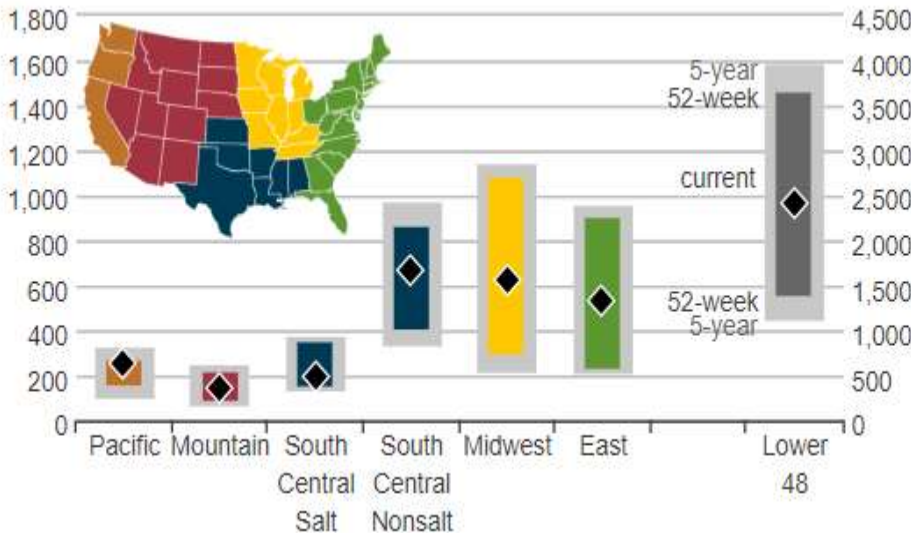 1,800
1,600
1,400
1,200
1,000
800
600
400
200
0
4,500
4,000
3,500
3,000
2,500
2,000
1,500
1,000
500
0
5-year
52-week
current
52-week
5-year
Pacific
Mountain
South
Central
Salt
South
Central
Nonsalt
Midwest
East
Lower
48